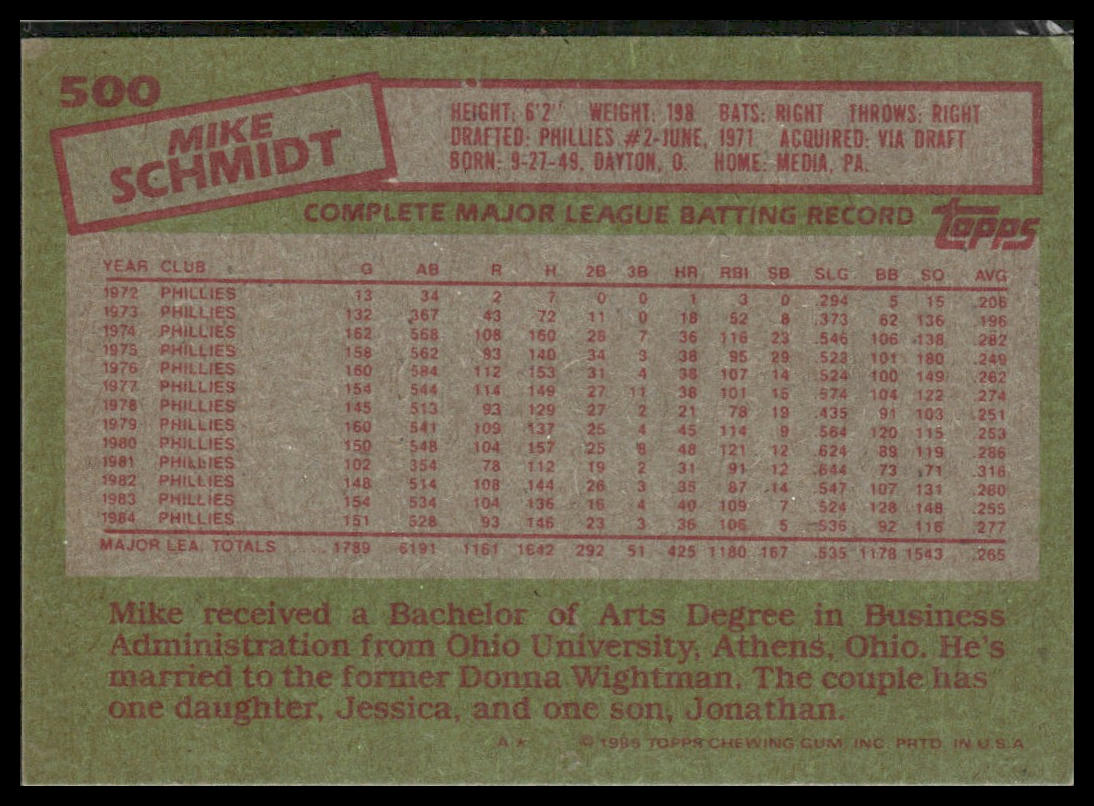 500
MIKE
SCHMIDT
HEIGHT: 6'2" WEIGHT: 198 BATS: RIGHT THROWS: RIGHT
DRAFTED: PHILLIES #2-JUNE, 1971 ACQUIRED: VIA DRAFT
BORN: 9-27-49, DAYTON, O. HOME: MEDIA, PA.
COMPLETE MAJOR LEAGUE BATTING RECORD
Topps
YEAR CLUB G AB R H 2B 3B HR RBI SB SLG BB SO AVG
1972 PHILLIES 13 34 2 7 0 0 1 3 0 .294 5 15 .206
1973 PHILLIES 132 367 43 72 11 0 18 52 8 .373 62 136 .196
1974 PHILLIES 162 568 108 160 28 7 36 116 23 .546 106 138 .282
1975 PHILLIES 158 562 93 140 34 3 38 95 29 .523 101 180 .249
1976 PHILLIES 160 584 112 153 31 4 38 107 14 .524 100 149 .262
1977 PHILLIES 154 544 114 149 27 11 38 101 15 .574 104 122 .274
1978 PHILLIES 145 513 93 129 27 2 21 78 19 .435 91 103 .251
1979 PHILLIES 160 541 109 137 25 4 45 114 9 .564 120 115 .253
1980 PHILLIES 150 548 104 157 25 8 48 121 12 .624 89 119 .286
1981 PHILLIES 102 354 78 112 19 2 31 91 12 .644 73 71 .316
1982 PHILLIES 148 514 108 144 26 3 35 87 14 .547 107 131 .280
1983 PHILLIES 154 534 104 136 16 4 40 109 7 .524 128 148 .255
1984 PHILLIES 151 528 93 146 23 3 36 106 5 .536 92 116 .277
MAJOR LEA. TOTALS ..... 1789 6191 1161 1642 292 51 425 1180 167 .535 1178 1543 .265
Mike received a Bachelor of Arts Degree in Business
Administration from Ohio University, Athens, Ohio. He's
married to the former Donna Wightman. The couple has
one daughter, Jessica, and one son, Jonathan.
A* © 1985 TOPPS CHEWING GUM, INC. PRTD. IN U.S.A.